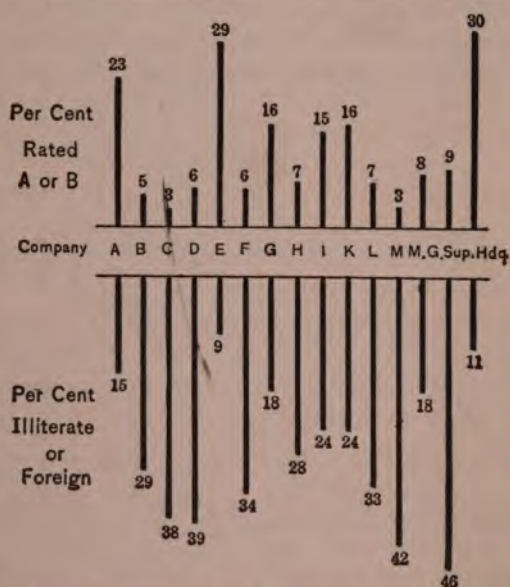 29 30
23
16 16
15
Per Cent
Rated
A or B
5 3 6 6 7 7 3 8 9
Company A B C D E F G H I K L M M.G. Sup. Hdq.
9
11
15
18 18
Per Cent
Illiterate
or
Foreign
24 24
28
29
34 33
38 39
42
46